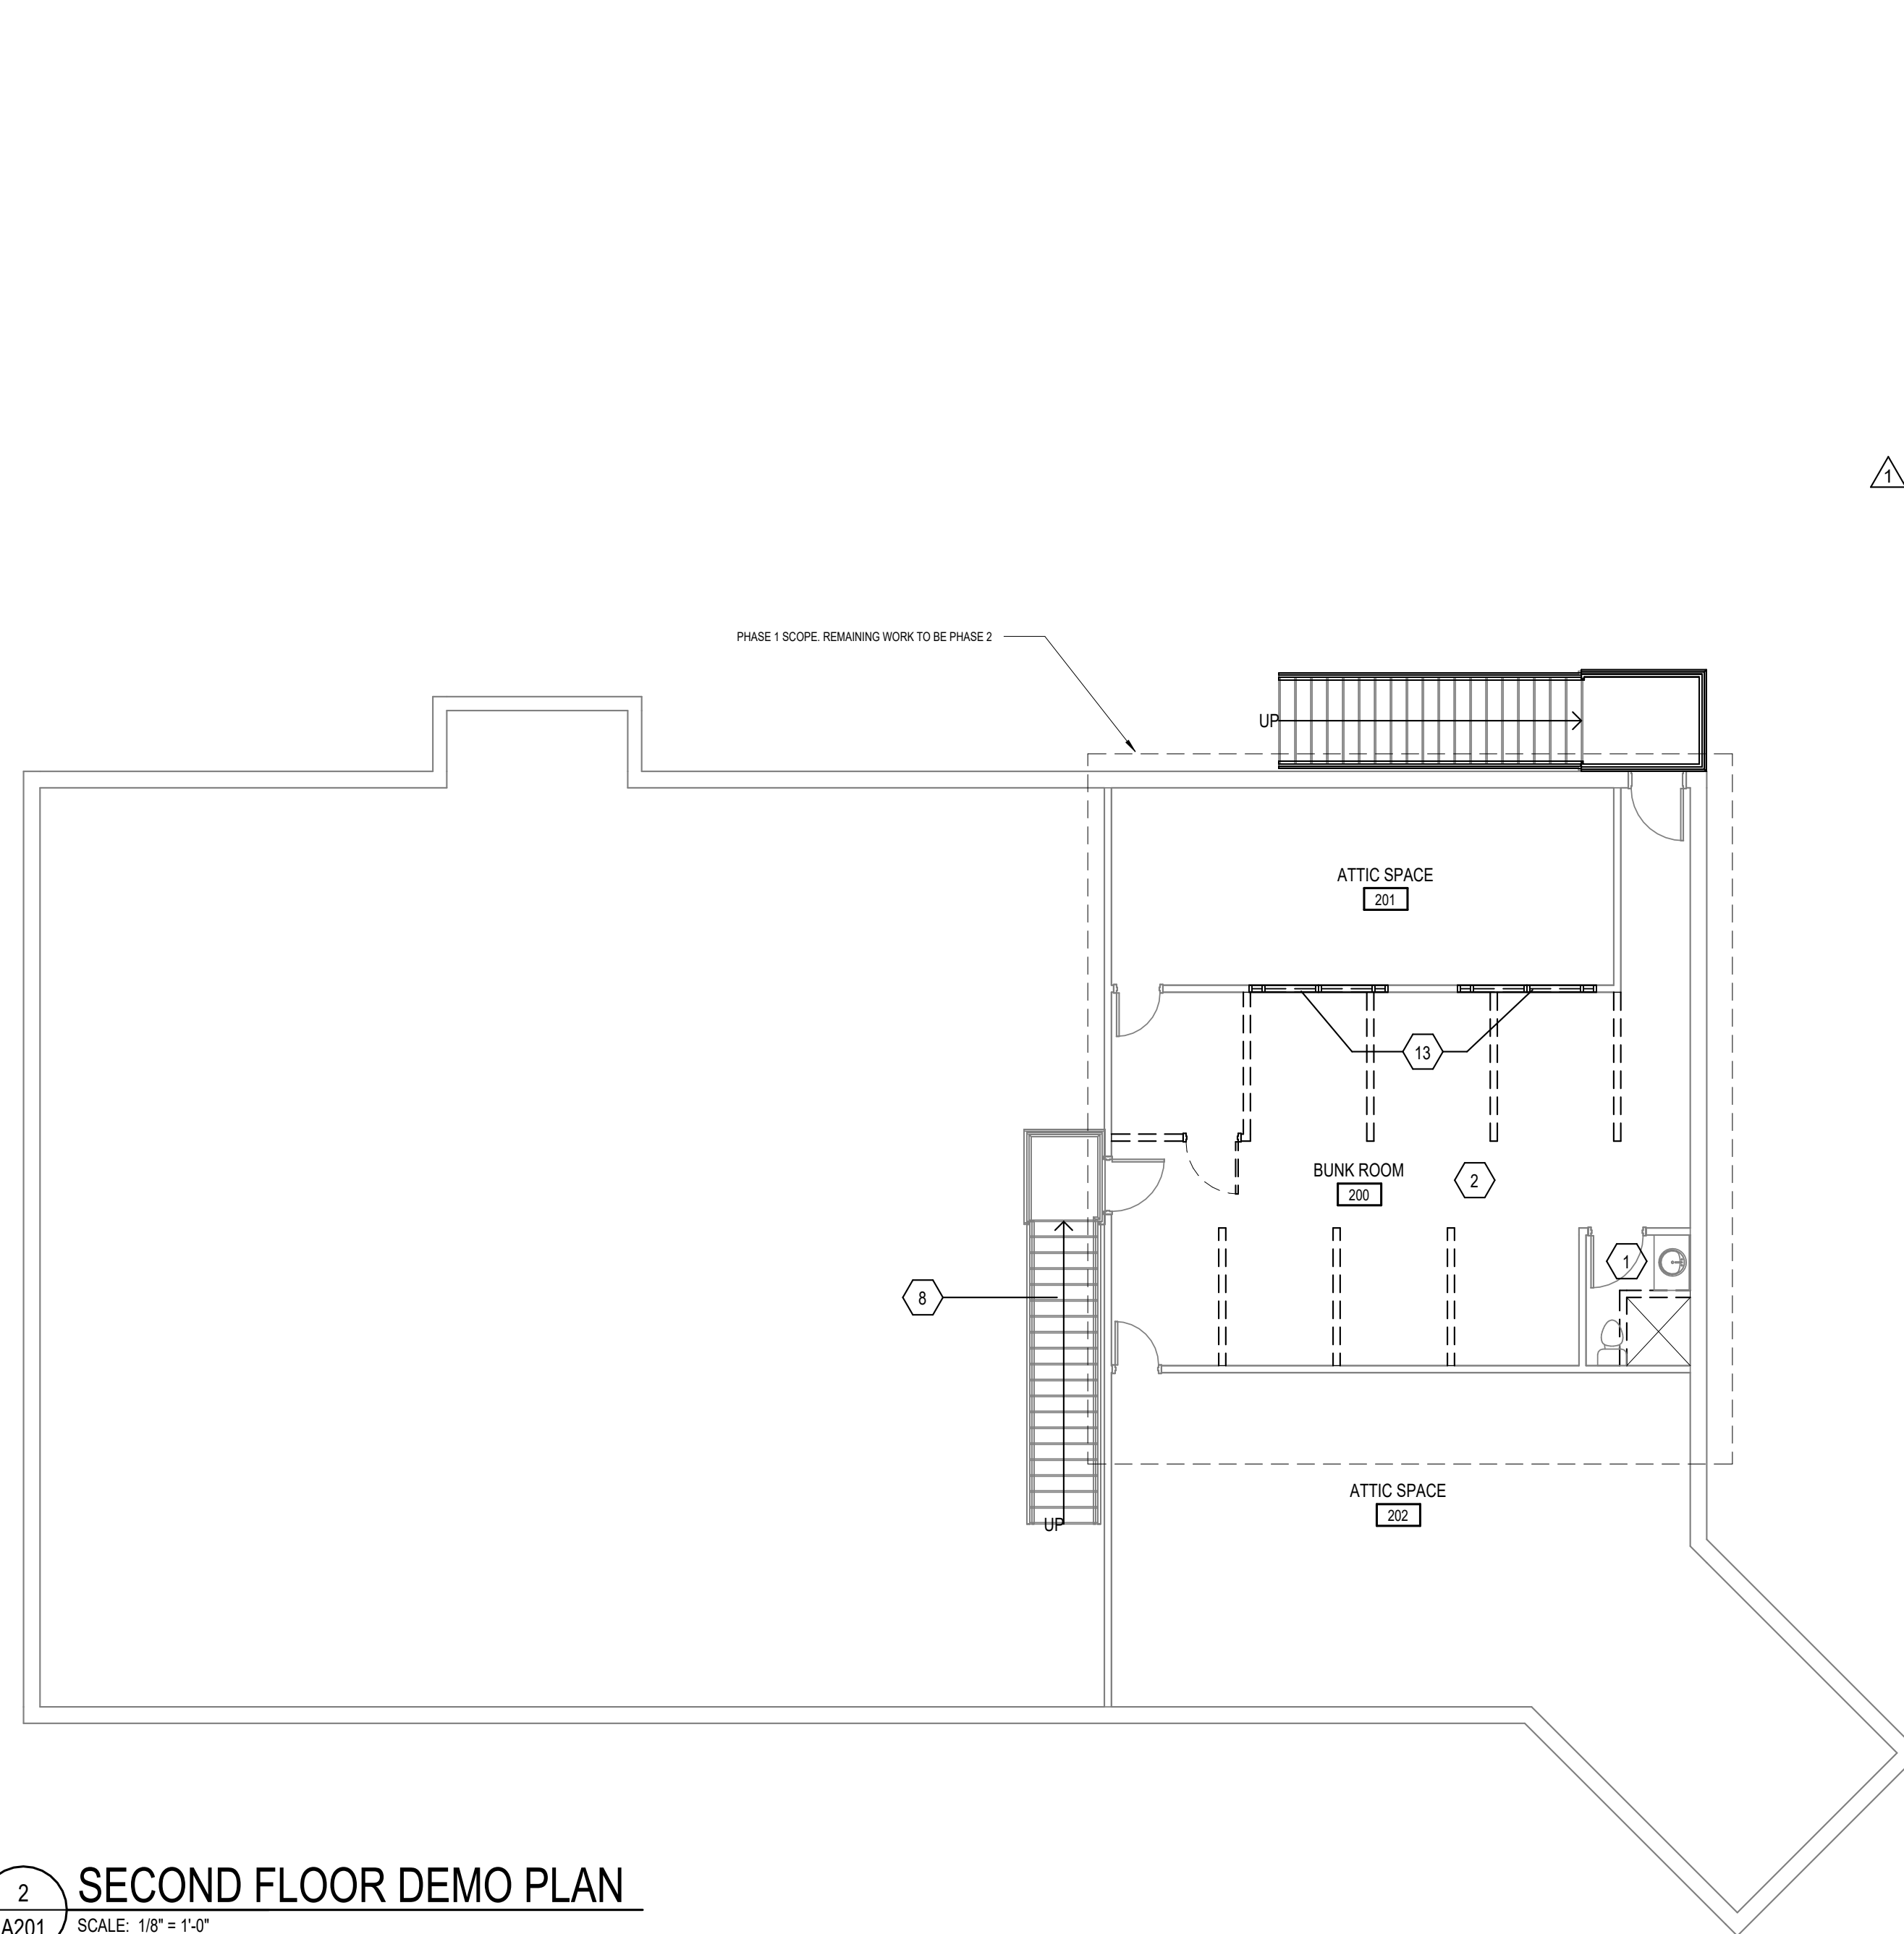 1
PHASE 1 SCOPE. REMAINING WORK TO BE PHASE 2
UP
ATTIC SPACE
201
13
BUNK ROOM
200
2
1
8
UP
ATTIC SPACE
202
2
A201
SECOND FLOOR DEMO PLAN
SCALE: 1/8" = 1'-0"